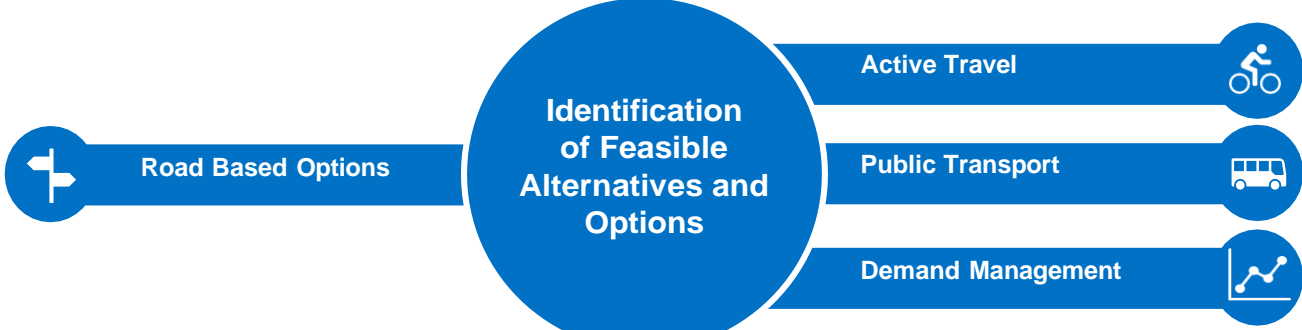 Road Based Options
Identification
of Feasible
Alternatives and
Options
Active Travel
Public Transport
Demand Management